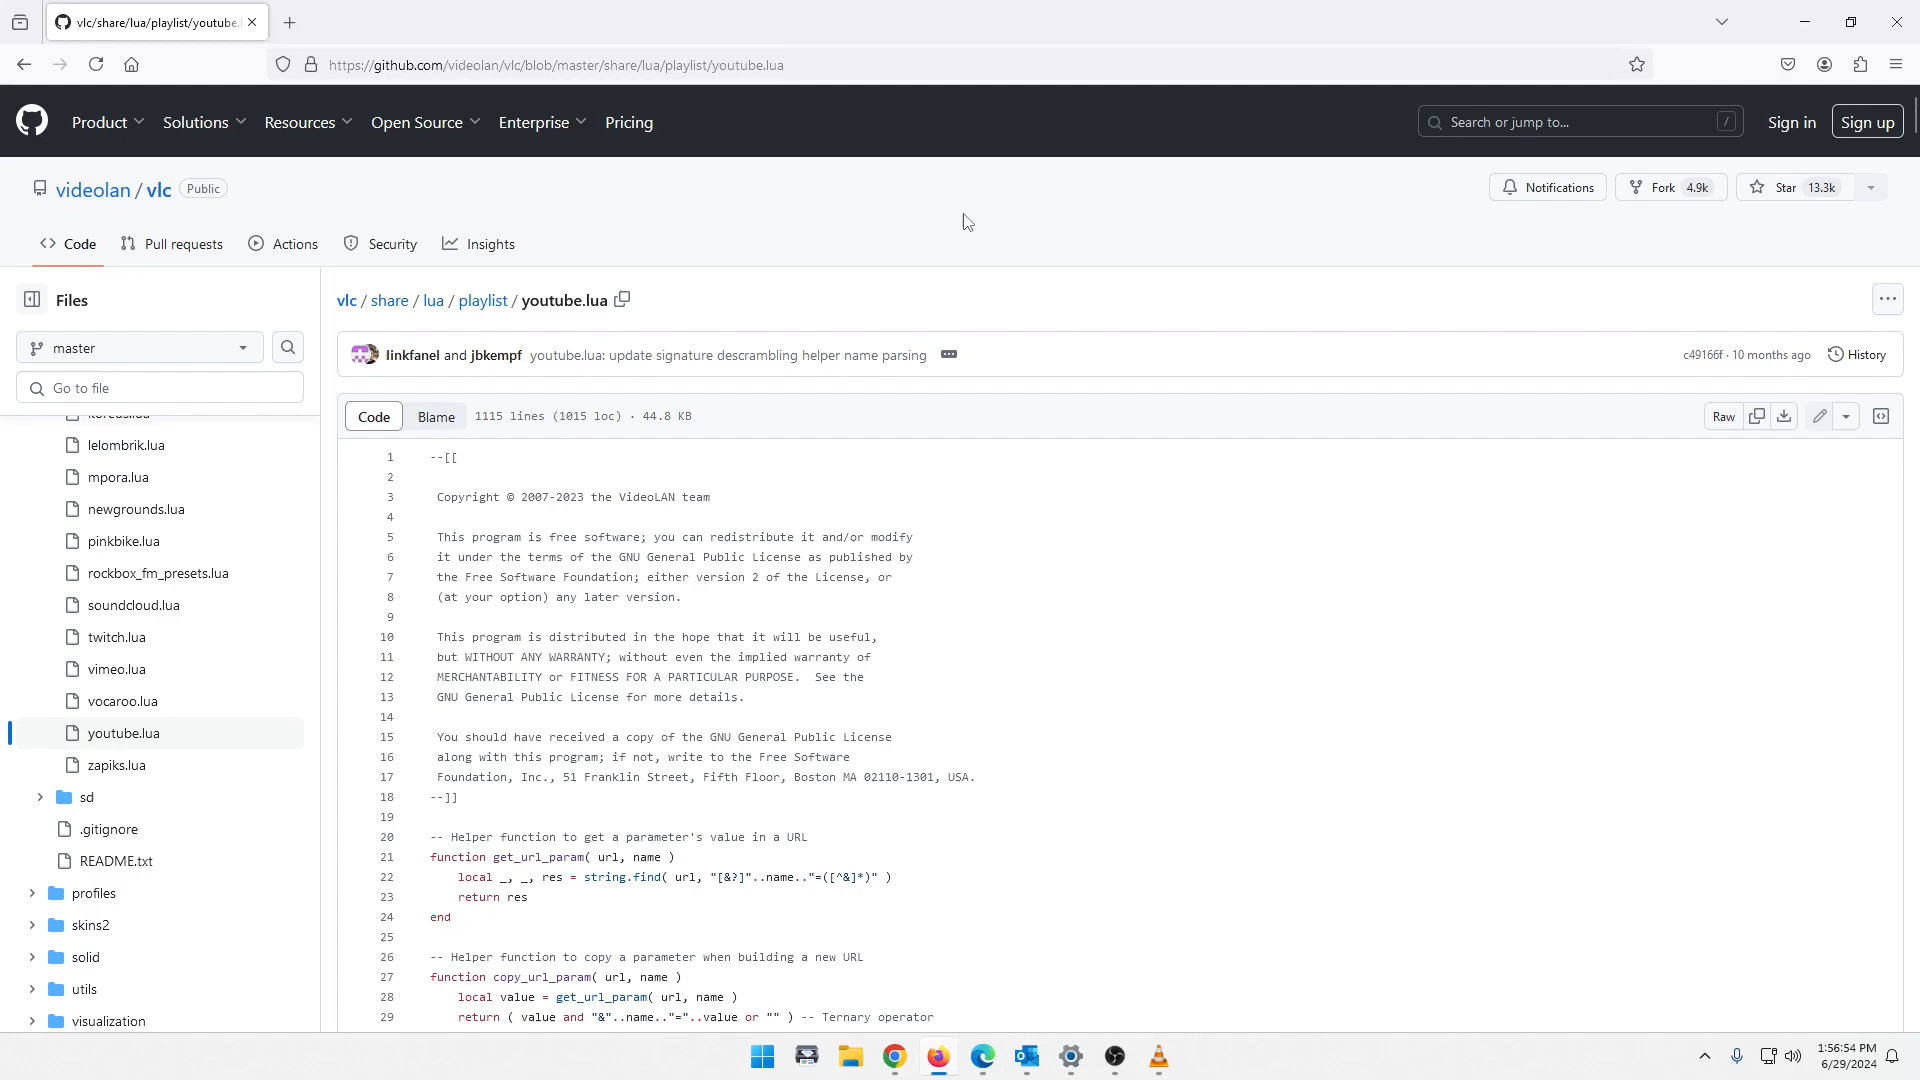 vlc/share/lua/playlist/youtube.l
https://github.com/videolan/vlc/blob/master/share/lua/playlist/youtube.lua
Product
Solutions
Resources
Open Source
Enterprise
Pricing
Search or jump to...
/
Sign in
Sign up
videolan / vlc
Public
Notifications
Fork 4.9k
Star 13.3k
Code
Pull requests
Actions
Security
Insights
Files
master
Go to file
lelombrik.lua
mpora.lua
newgrounds.lua
pinkbike.lua
rockbox_fm_presets.lua
soundcloud.lua
twitch.lua
vimeo.lua
vocaroo.lua
youtube.lua
zapiks.lua
sd
.gitignore
README.txt
profiles
skins2
solid
utils
visualization
vlc / share / lua / playlist / youtube.lua
linkfanel and jbkempf youtube.lua: update signature descrambling helper name parsing
c49166f · 10 months ago
History
Code
Blame
1115 lines (1015 loc) · 44.8 KB
Raw
1 --[[
2
3 Copyright © 2007-2023 the VideoLAN team
4
5 This program is free software; you can redistribute it and/or modify
6 it under the terms of the GNU General Public License as published by
7 the Free Software Foundation; either version 2 of the License, or
8 (at your option) any later version.
9
10 This program is distributed in the hope that it will be useful,
11 but WITHOUT ANY WARRANTY; without even the implied warranty of
12 MERCHANTABILITY or FITNESS FOR A PARTICULAR PURPOSE.  See the
13 GNU General Public License for more details.
14
15 You should have received a copy of the GNU General Public License
16 along with this program; if not, write to the Free Software
17 Foundation, Inc., 51 Franklin Street, Fifth Floor, Boston MA 02110-1301, USA.
18 --]]
19
20 -- Helper function to get a parameter's value in a URL
21 function get_url_param( url, name )
22 local _, _, res = string.find( url, "[&?]"..name.."=([^&]*)" )
23 return res
24 end
25
26 -- Helper function to copy a parameter when building a new URL
27 function copy_url_param( url, name )
28 local value = get_url_param( url, name )
29 return ( value and "&"..name.."="..value or "" ) -- Ternary operator
1:56:54 PM
6/29/2024